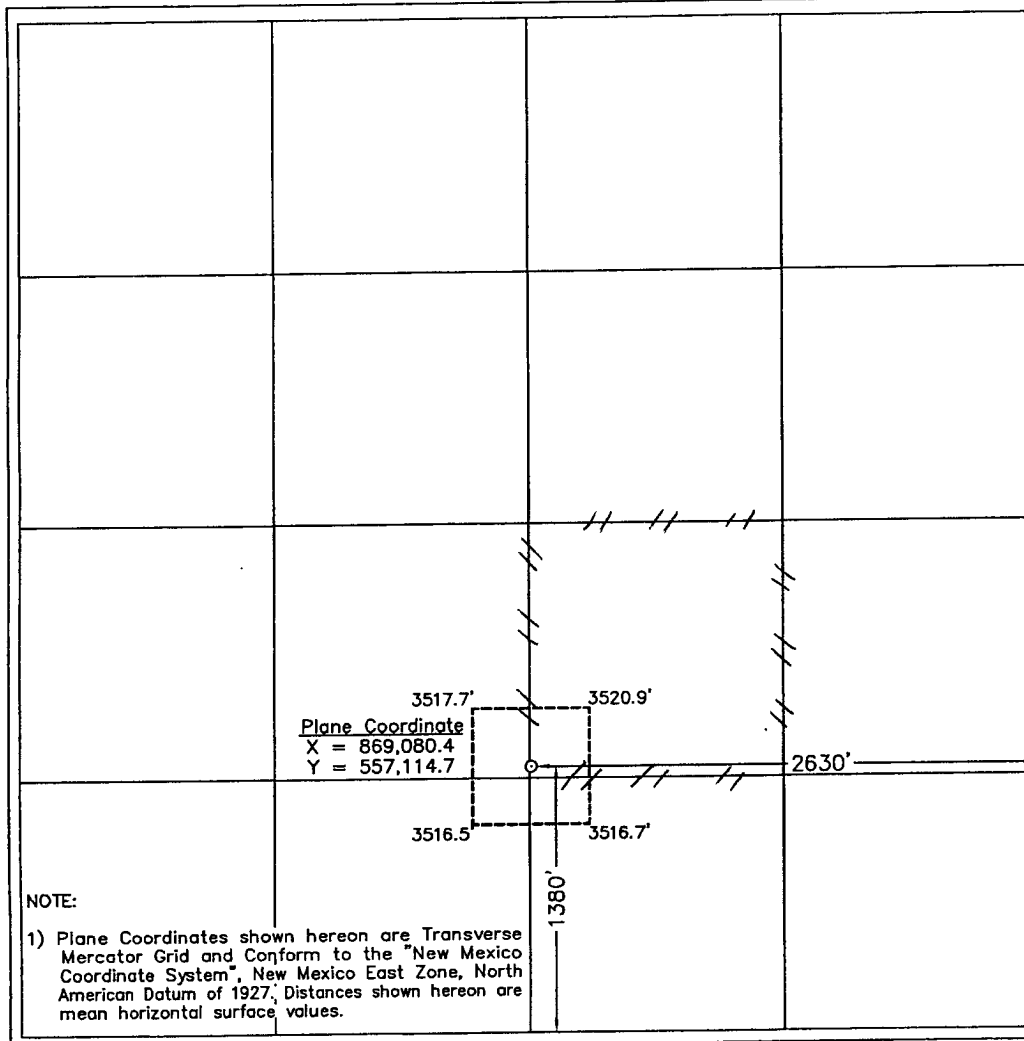 3517.7'
3520.9'
Plane Coordinate
X = 869,080.4
Y = 557,114.7
2630'
3516.5'
3516.7'
1380'
NOTE:
1) Plane Coordinates shown hereon are Transverse
Mercator Grid and Conform to the "New Mexico
Coordinate System", New Mexico East Zone, North
American Datum of 1927. Distances shown hereon are
mean horizontal surface values.